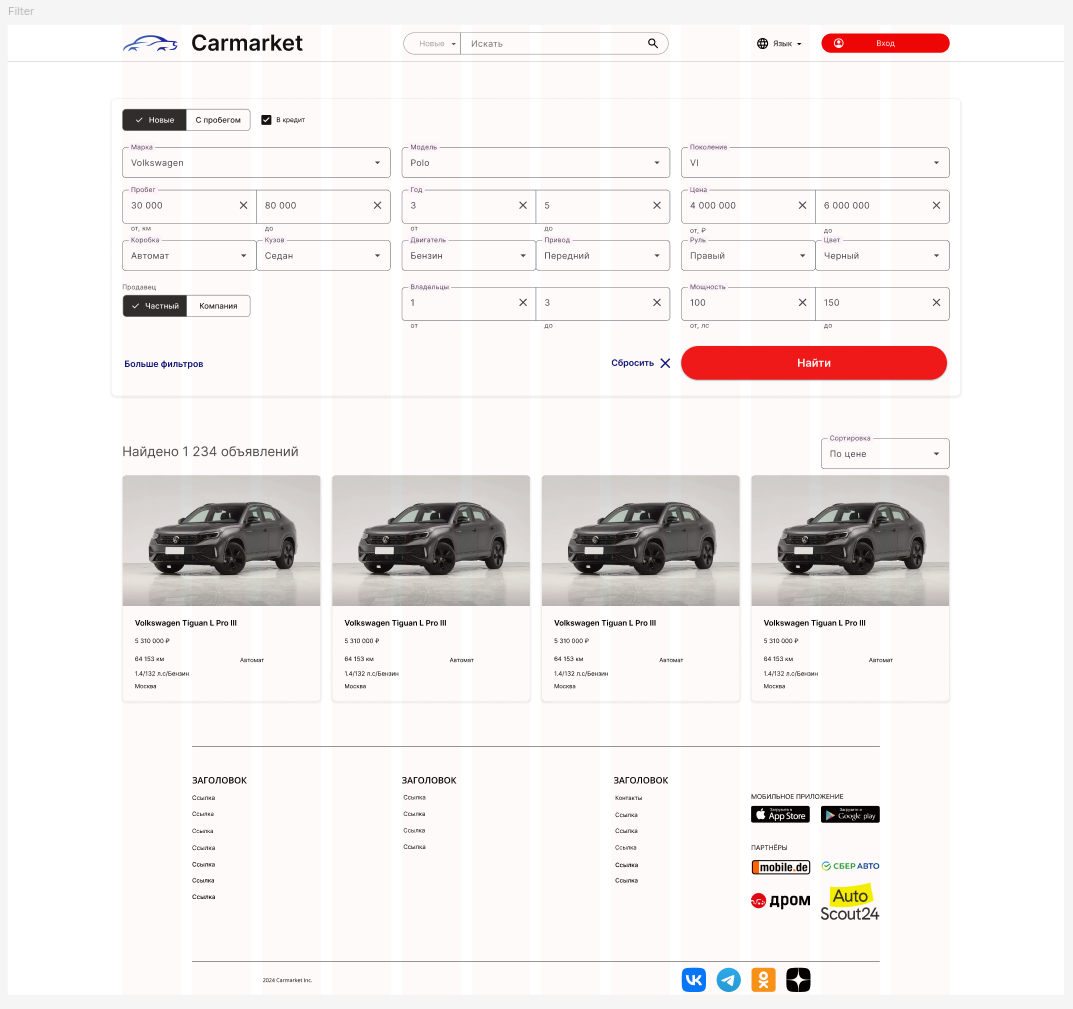 Filter
Carmarket
Новые
Искать
Язык
Вход
Новые
С пробегом
В кредит
Марка
Модель
Поколение
Volkswagen
Polo
VI
Пробег
Год
Цена
30 000
80 000
3
5
4 000 000
6 000 000
от, км
до
от
до
от, ₽
до
Коробка
Кузов
Двигатель
Привод
Руль
Цвет
Автомат
Седан
Бензин
Передний
Правый
Черный
Продавец
Владельцы
Мощность
Частный
Компания
1
3
100
150
от
до
от, лс
до
Больше фильтров
Сбросить
Найти
Найдено 1 234 объявлений
Сортировка
По цене
Volkswagen Tiguan L Pro III
5 310 000 ₽
64 153 км
Автомат
1.4/132 л.с/Бензин
Москва
Volkswagen Tiguan L Pro III
5 310 000 ₽
64 153 км
Автомат
1.4/132 л.с/Бензин
Москва
Volkswagen Tiguan L Pro III
5 310 000 ₽
64 153 км
Автомат
1.4/132 л.с/Бензин
Москва
Volkswagen Tiguan L Pro III
5 310 000 ₽
64 153 км
Автомат
1.4/132 л.с/Бензин
Москва
ЗАГОЛОВОК
Ссылка
Ссылка
Ссылка
Ссылка
Ссылка
Ссылка
Ссылка
ЗАГОЛОВОК
Ссылка
Ссылка
Ссылка
Ссылка
ЗАГОЛОВОК
Контакты
Ссылка
Ссылка
Ссылка
Ссылка
Ссылка
МОБИЛЬНОЕ ПРИЛОЖЕНИЕ
Загрузите в
App Store
Загрузите в
Google play
ПАРТНЁРЫ
mobile.de
СБЕР АВТО
дром
Auto
Scout24
2024 Carmarket Inc.